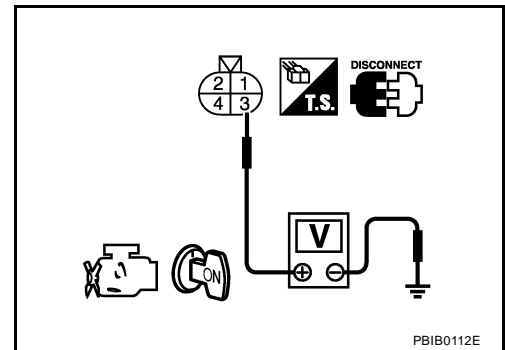 DISCONNECT
2 1
4 3
T.S.
V
ON
PBIB0112E